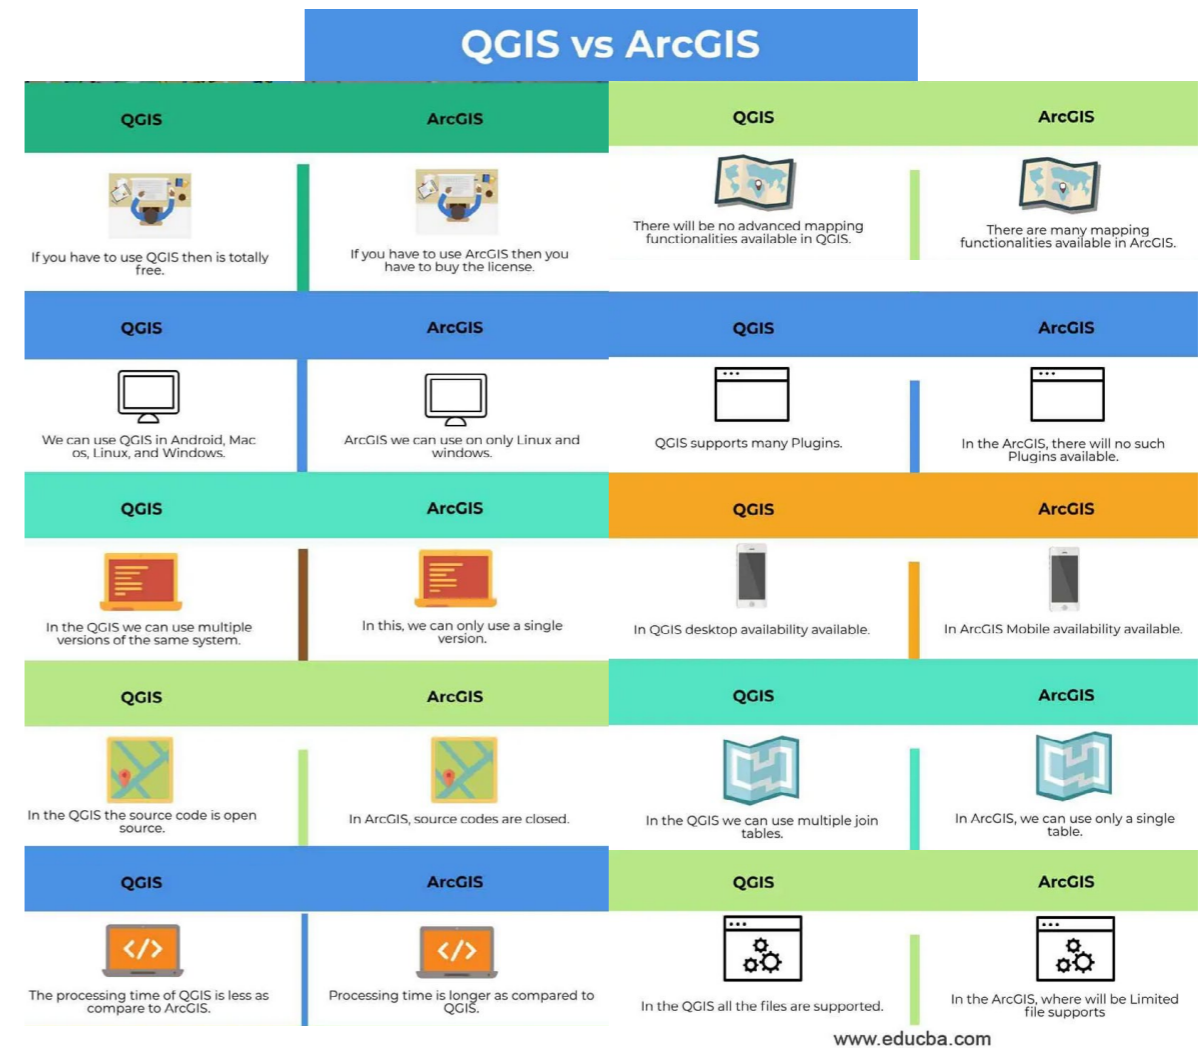 QGIS vs ArcGIS
QGIS
ArcGIS
If you have to use QGIS then is totally
free.
If you have to use ArcGIS then you
have to buy the license.
QGIS
ArcGIS
There will be no advanced mapping
functionalities available in QGIS.
There are many mapping
functionalities available in ArcGIS.
QGIS
ArcGIS
We can use QGIS in Android, Mac
os, Linux, and Windows.
ArcGIS we can use on only Linux and
windows.
QGIS
ArcGIS
QGIS supports many Plugins.
In the ArcGIS, there will no such
Plugins available.
QGIS
ArcGIS
In the QGIS we can use multiple
versions of the same system.
In this, we can only use a single
version.
QGIS
ArcGIS
In QGIS desktop availability available.
In ArcGIS Mobile availability available.
QGIS
ArcGIS
In the QGIS the source code is open
source.
In ArcGIS, source codes are closed.
QGIS
ArcGIS
In the QGIS we can use multiple join
tables.
In ArcGIS, we can use only a single
table.
QGIS
ArcGIS
</>
The processing time of QGIS is less as
compare to ArcGIS.
</>
Processing time is longer as compared to
QGIS.
QGIS
ArcGIS
In the QGIS all the files are supported.
In the ArcGIS, where will be Limited
file supports
www.educba.com